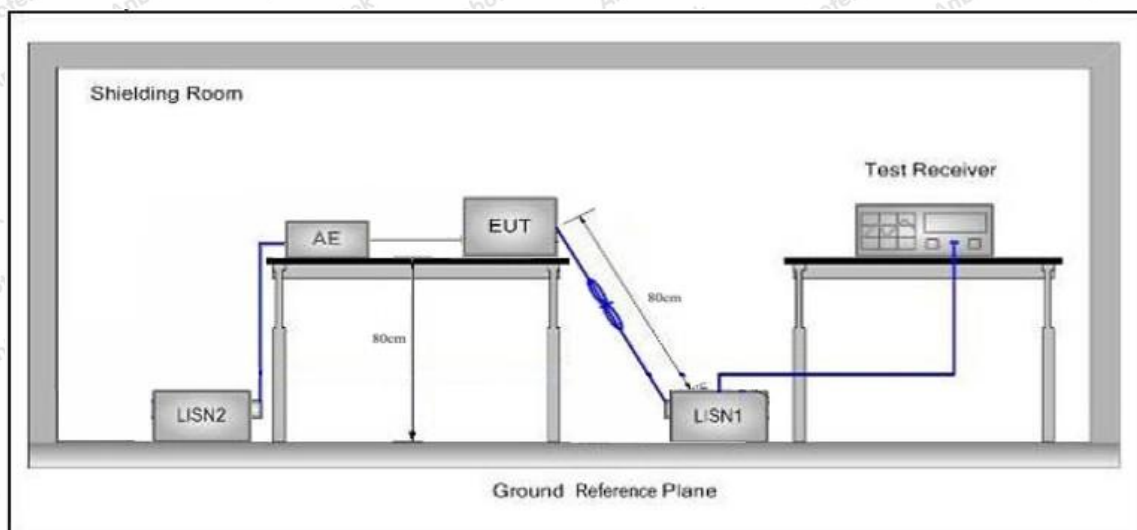 Shielding Room
Test Receiver
EUT
AE
80cm
80cm
LISN2
LISN1
Ground Reference Plane